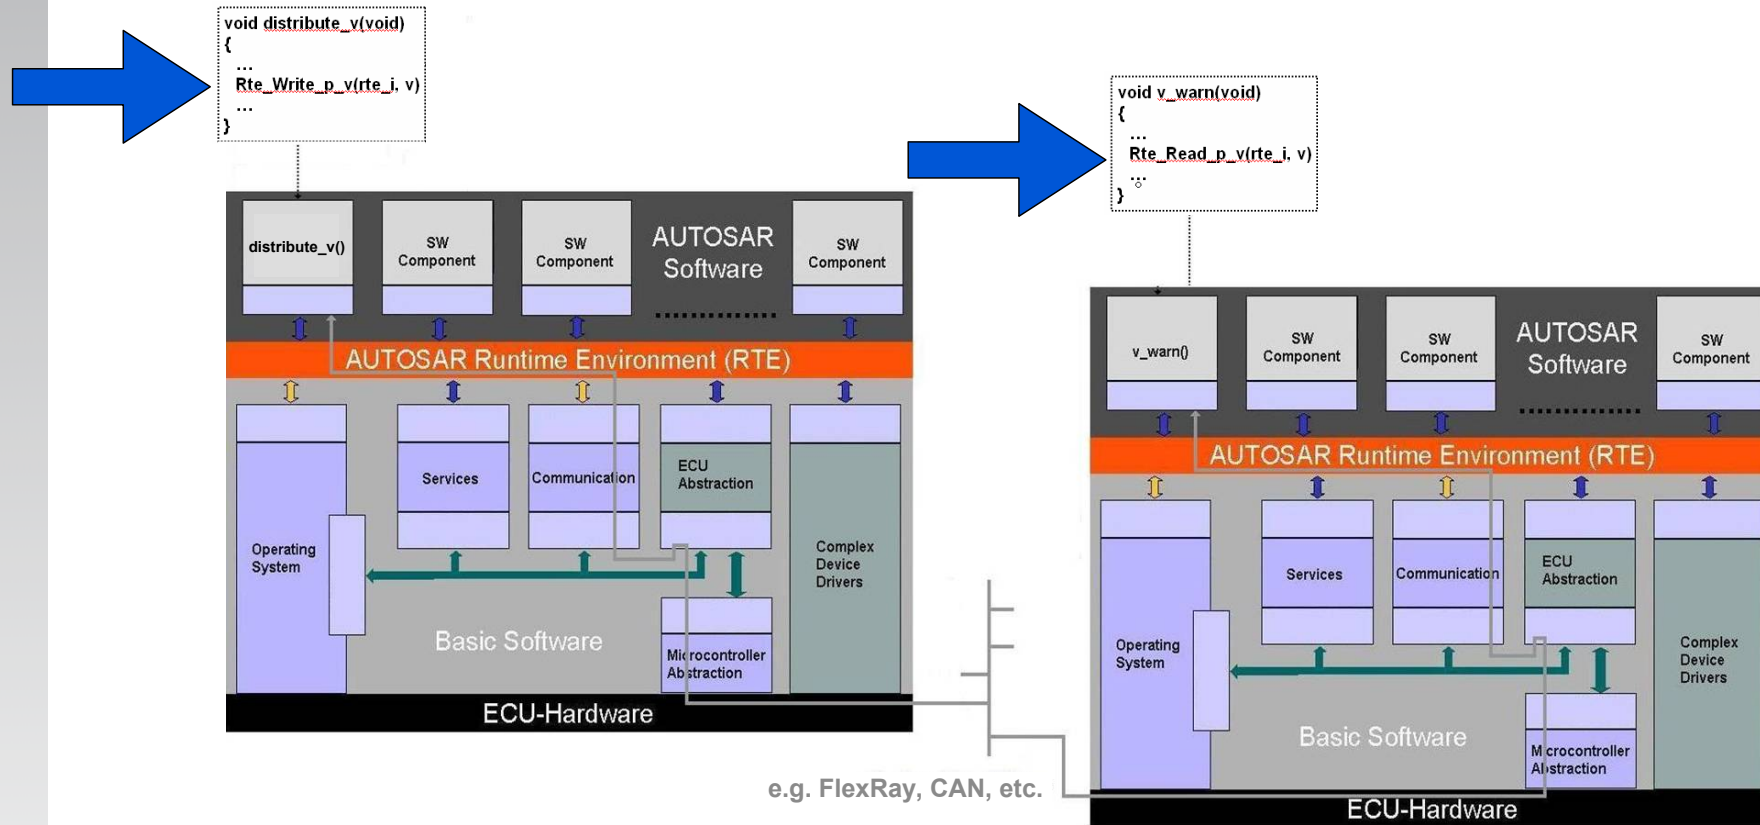 void distribute_v(void)
{
...
Rte_Write_p_v(rte_i, v)
...
}
void v_warn(void)
{
...
Rte_Read_p_v(rte_i, v)
...
}
distribute_v()
SW
Component
SW
Component
AUTOSAR
Software
SW
Component
AUTOSAR Runtime Environment (RTE)
Operating
System
Services
Communication
ECU
Abstraction
Complex
Device
Drivers
Basic Software
Microcontroller
Abstraction
ECU-Hardware
v_warn()
SW
Component
SW
Component
AUTOSAR
Software
SW
Component
AUTOSAR Runtime Environment (RTE)
Operating
System
Services
Communication
ECU
Abstraction
Complex
Device
Drivers
Basic Software
Microcontroller
Abstraction
ECU-Hardware
e.g. FlexRay, CAN, etc.